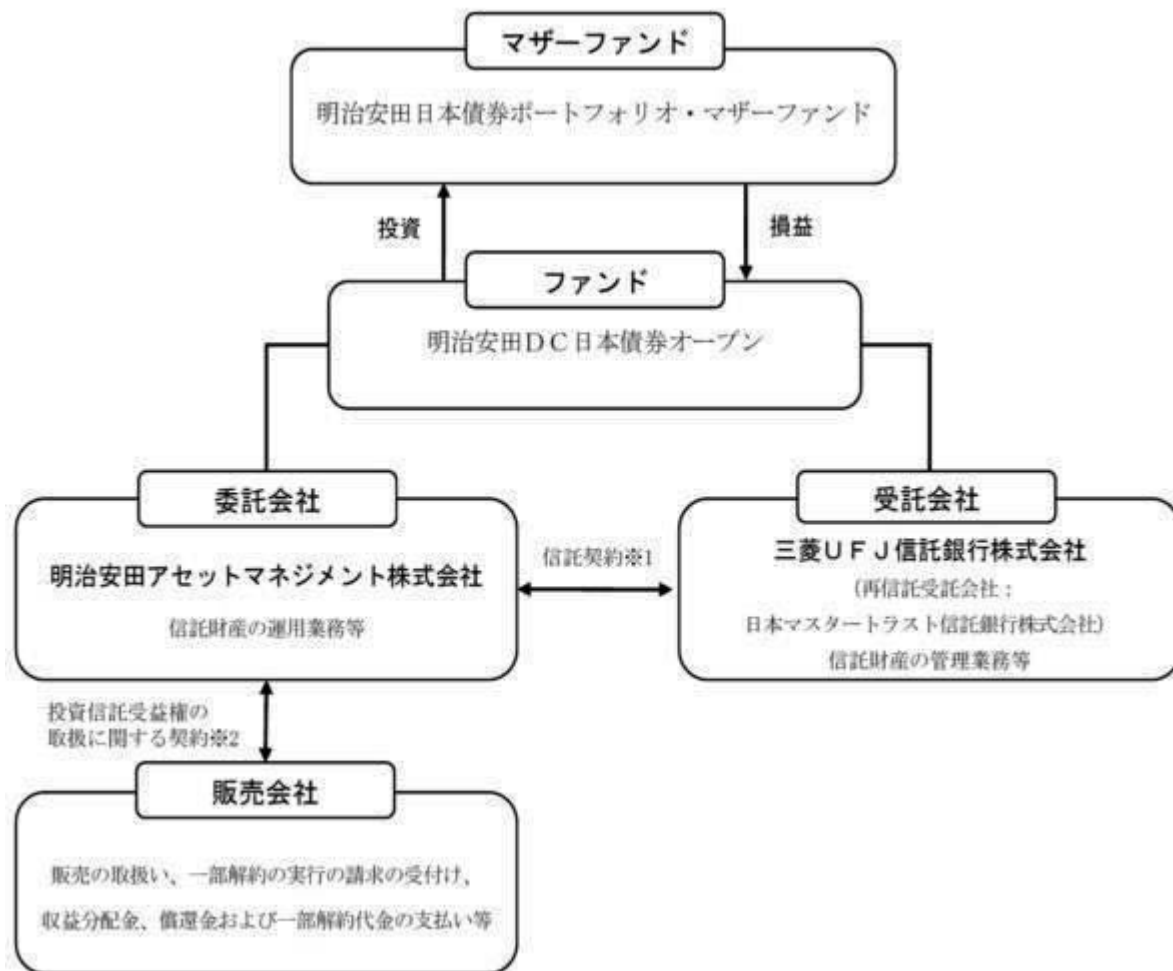 マザーファンド
明治安田日本債券ポートフォリオ・マザーファンド
投資
損益
ファンド
明治安田DC日本債券オープン
委託会社
明治安田アセットマネジメント株式会社
信託財産の運用業務等
信託契約※1
受託会社
三菱UFJ信託銀行株式会社
(再信託受託会社:
日本マスタートラスト信託銀行株式会社)
信託財産の管理業務等
投資信託受益権の
取扱に関する契約※2
販売会社
販売の取扱い、一部解約の実行の請求の受付け、
収益分配金、償還金および一部解約代金の支払い等